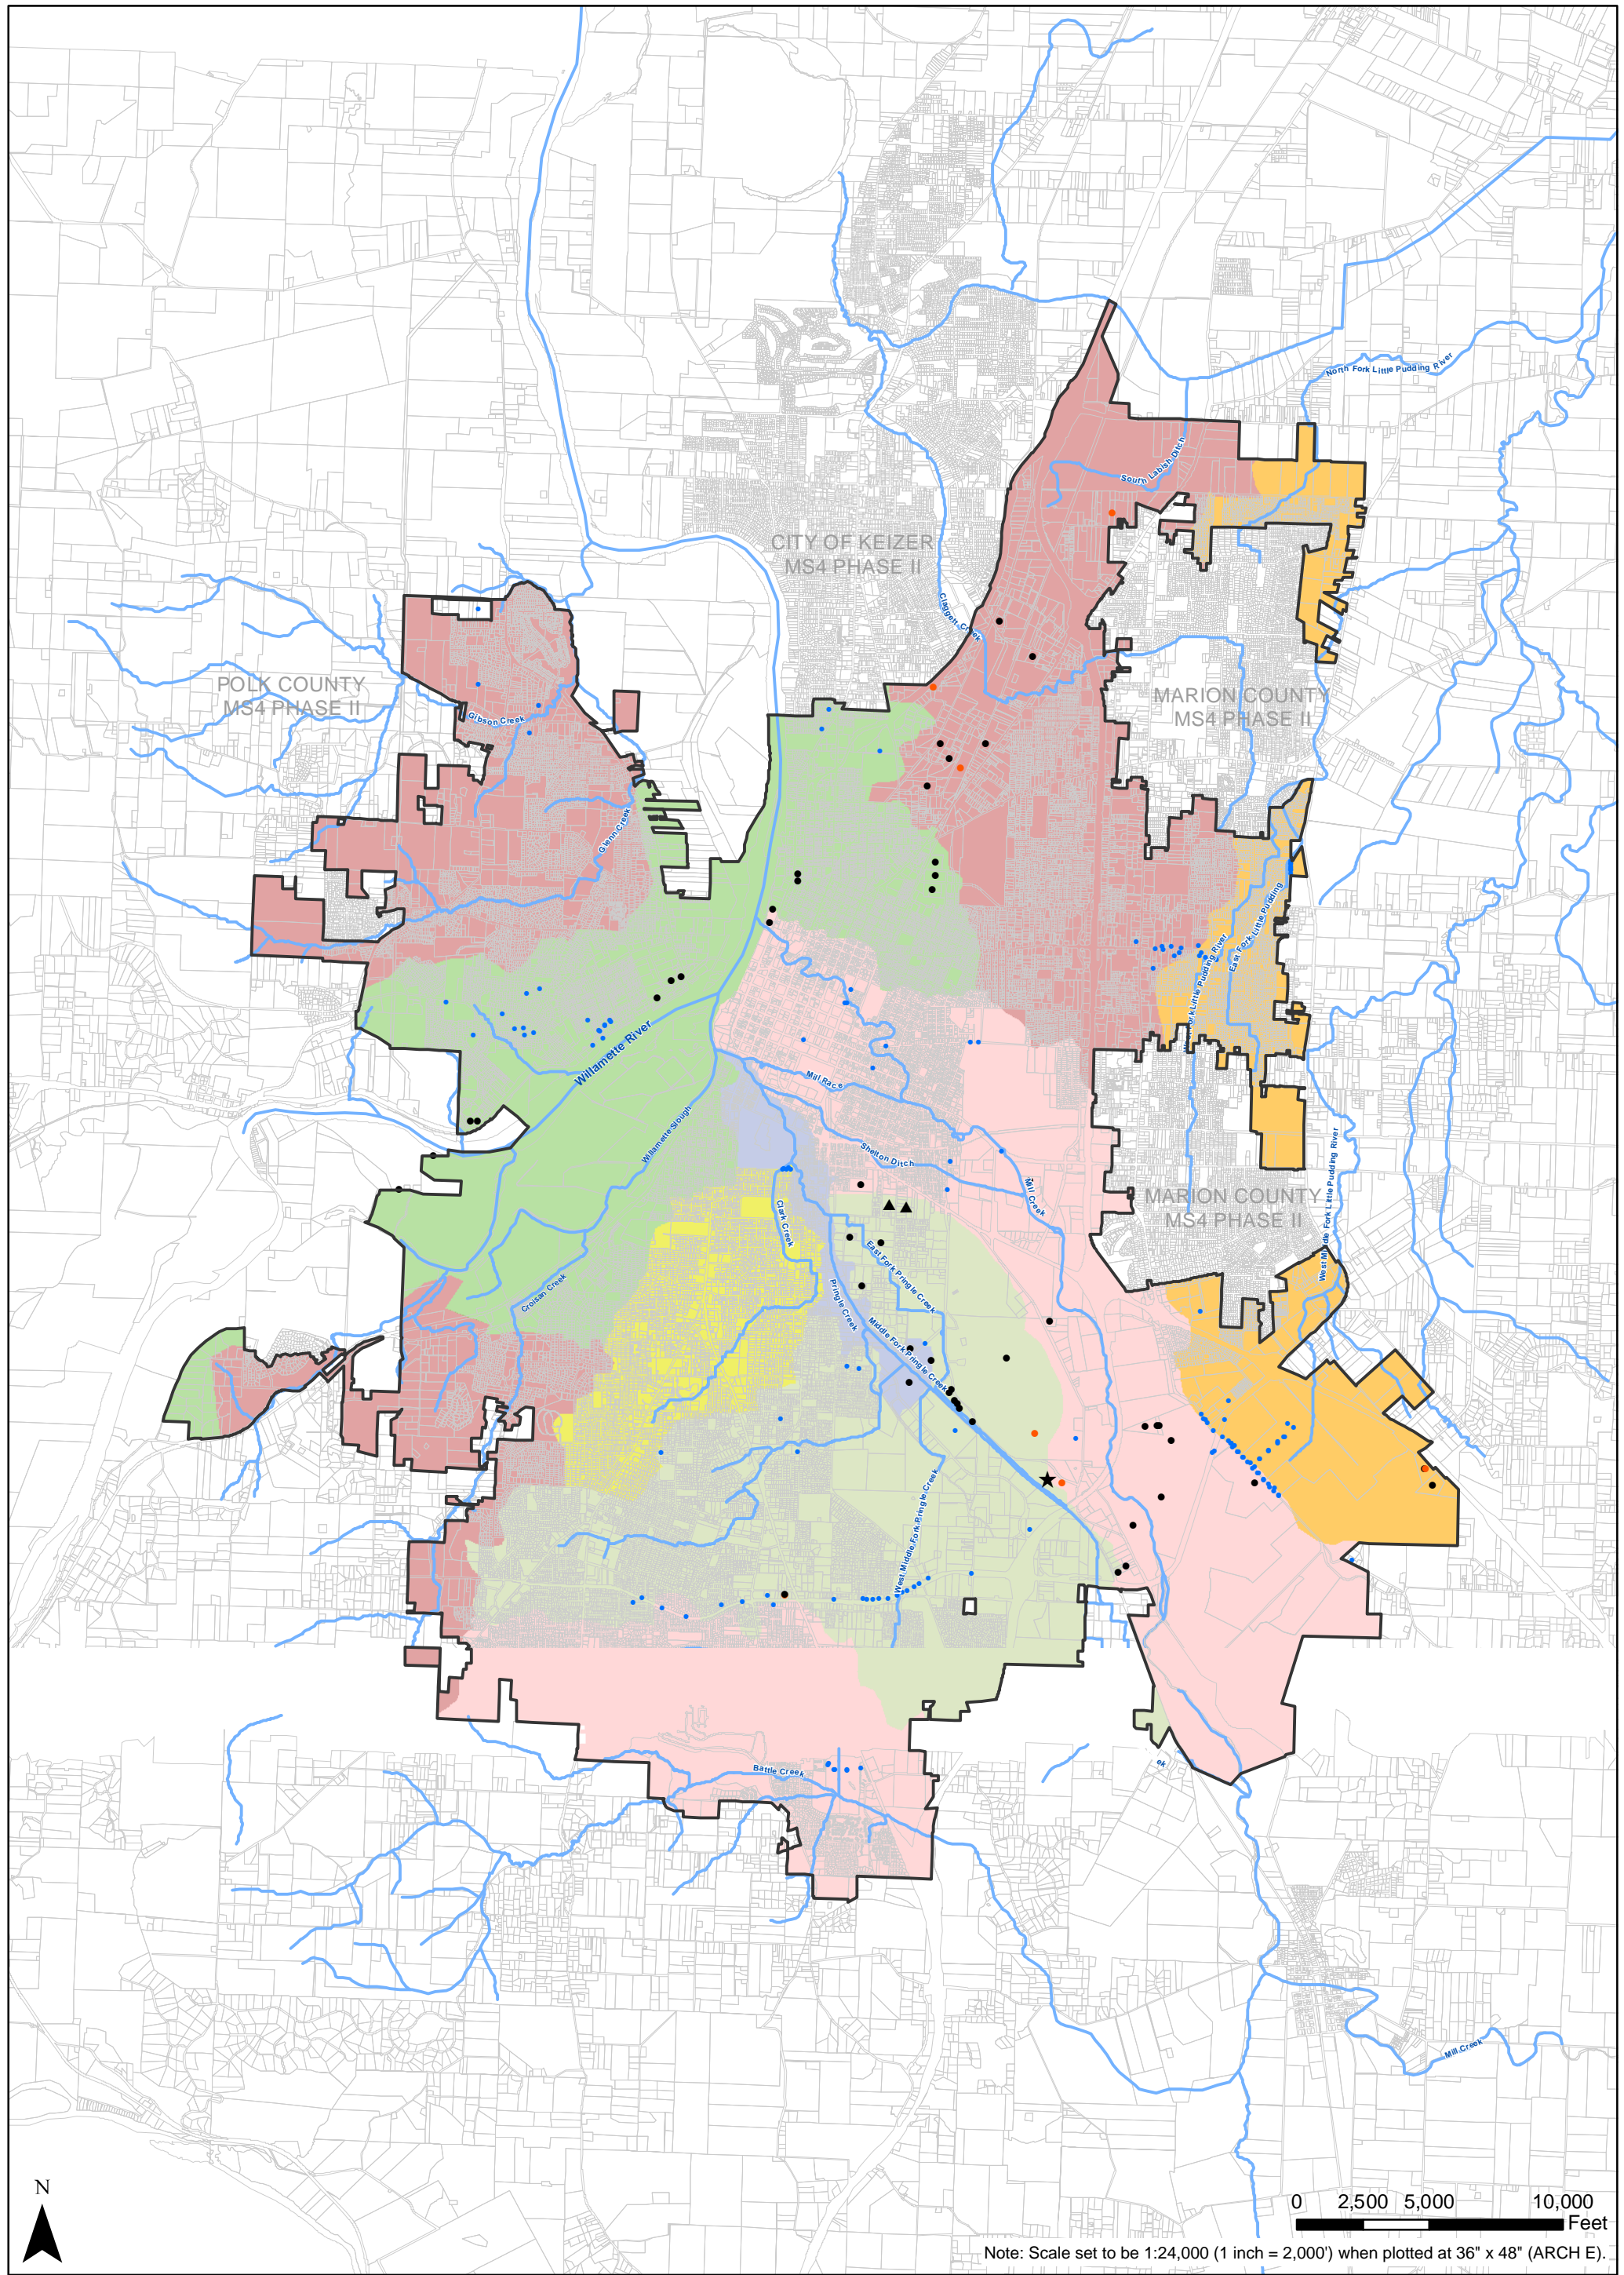 North Fork Little Pudding River
South Labish Ditch
CITY OF KEIZER
MS4 PHASE II
Claggett Creek
POLK COUNTY
MS4 PHASE II
MARION COUNTY
MS4 PHASE II
Gibson Creek
Glenn Creek
East Fork Little Pudding
Fork Little Pudding River
Willamette River
Mill Race
Willamette Slough
Shelton Ditch
Mill Creek
MARION COUNTY
MS4 PHASE II
West Middle Fork Little Pudding River
Clark Creek
East Fork Pringle Creek
Croisan Creek
Pringle Creek
Middle Fork Pringle Creek
West Middle Fork Pringle Creek
ek
Battle Creek
Mill Creek
N
0 2,500 5,000 10,000
Feet
Note: Scale set to be 1:24,000 (1 inch = 2,000') when plotted at 36" x 48" (ARCH E).